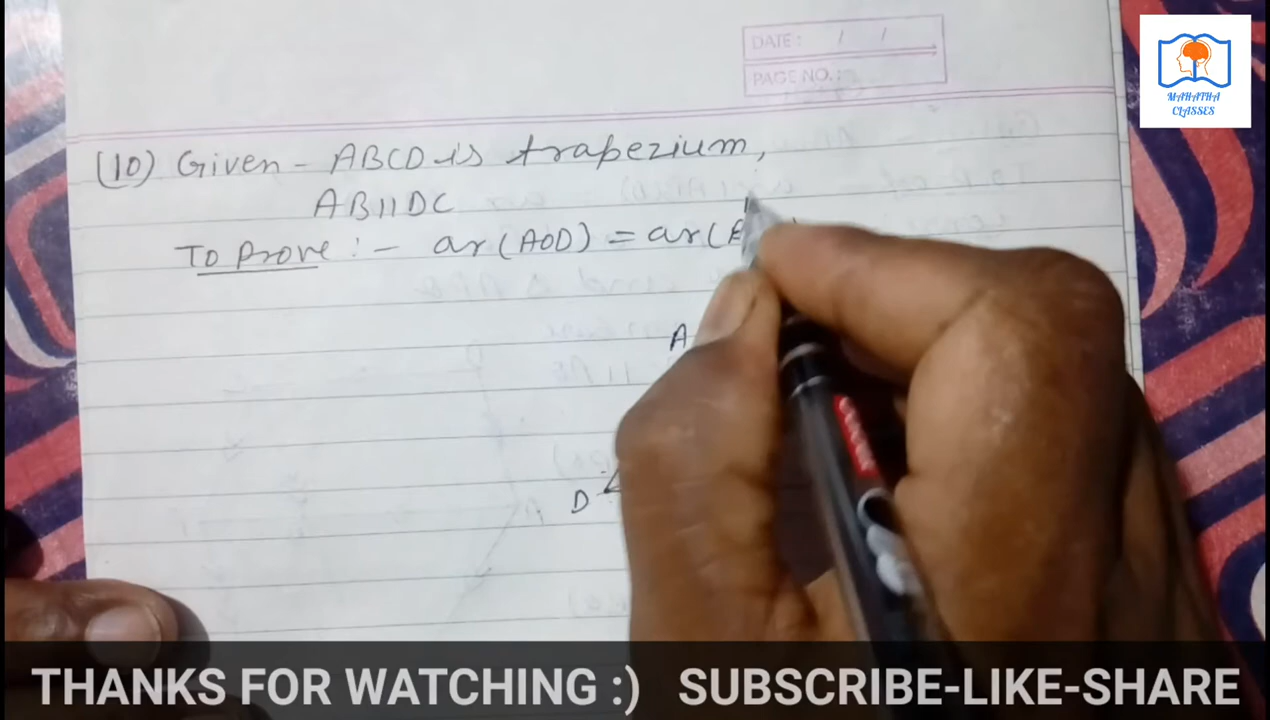 DATE : / /
PAGE NO. :
MAHATHA
CLASSES
(10) Given - ABCD is trapezium,
AB || DC
To Prove :- ar (AOD) = ar (
A
D
THANKS FOR WATCHING :) SUBSCRIBE-LIKE-SHARE